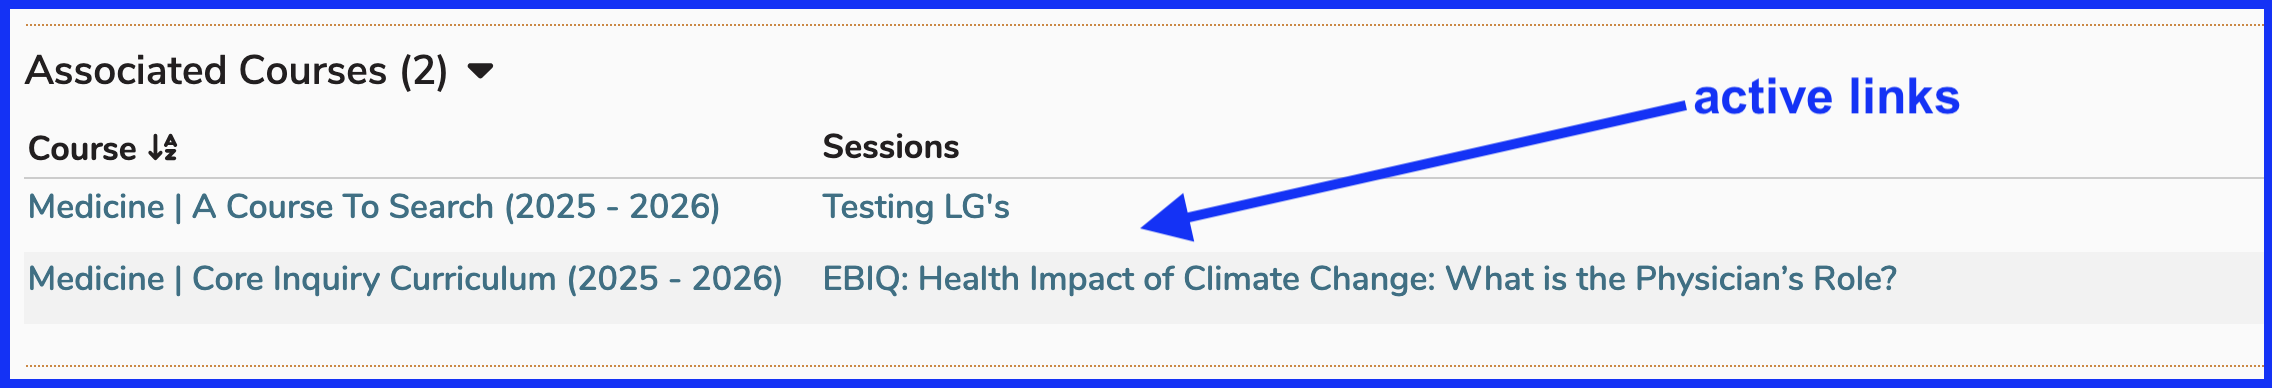 Associated Courses (2)
active links
Course Sessions
Medicine | A Course To Search (2025 - 2026) Testing LG's
Medicine | Core Inquiry Curriculum (2025 - 2026) EBIQ: Health Impact of Climate Change: What is the Physician’s Role?